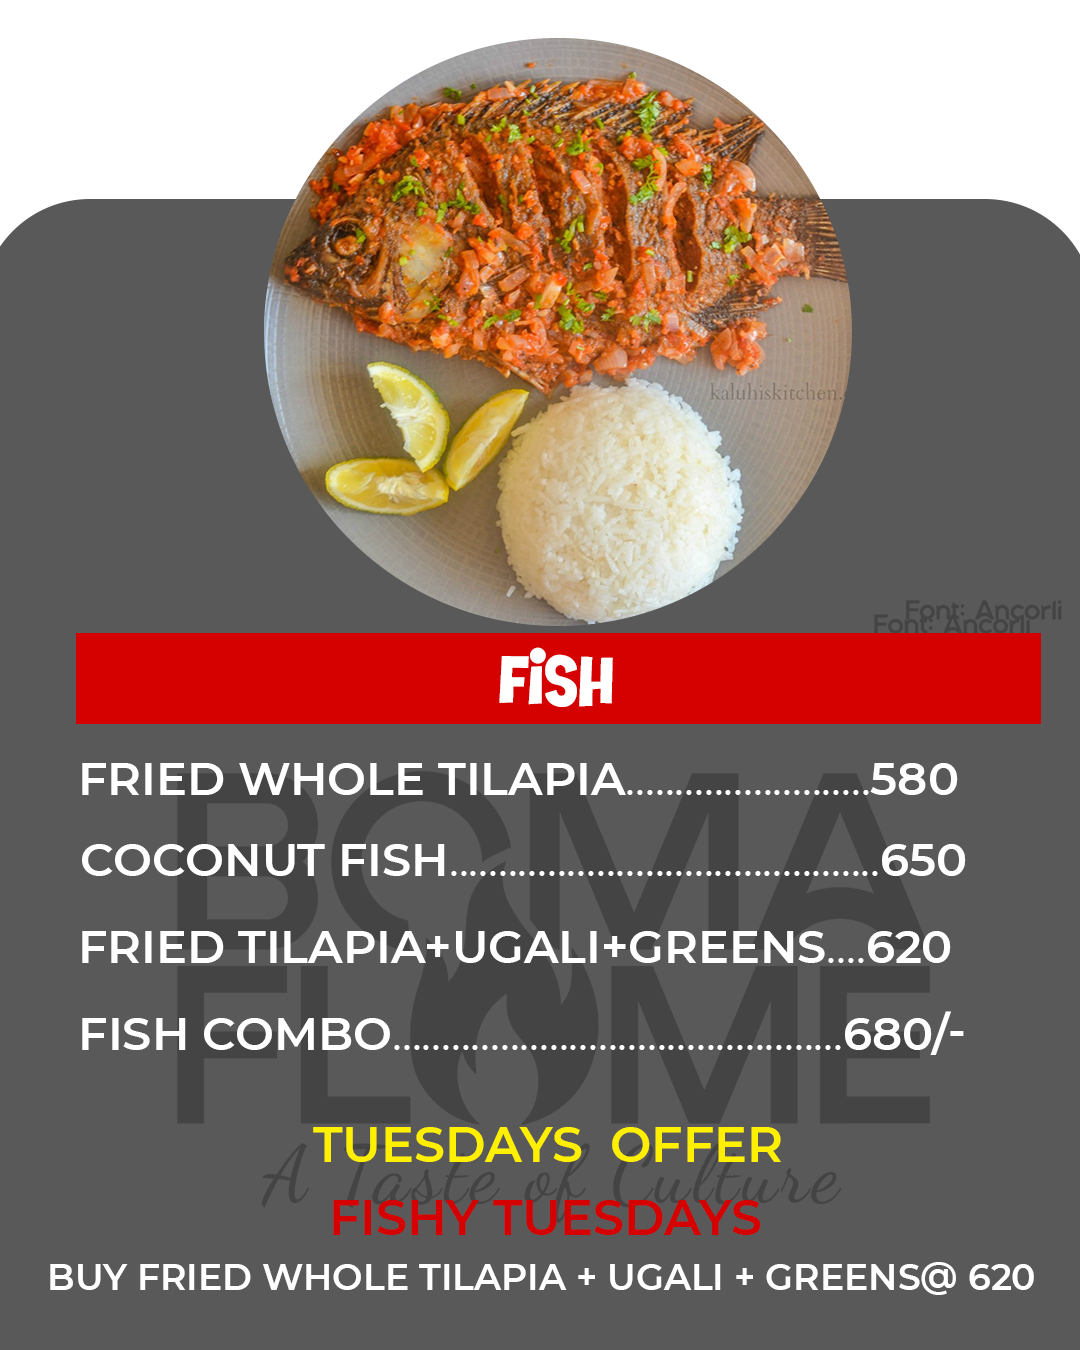 kaluhiskitchen.
Font: Ancorli
Font: Ancorli
FiSH
FRIED WHOLE TILAPIA........................580
COCONUT FISH..........................................650
FRIED TILAPIA+UGALI+GREENS....620
FISH COMBO............................................680/-
BOMA
FLAME
A Taste of Culture
TUESDAYS OFFER
FISHY TUESDAYS
BUY FRIED WHOLE TILAPIA + UGALI + GREENS@ 620